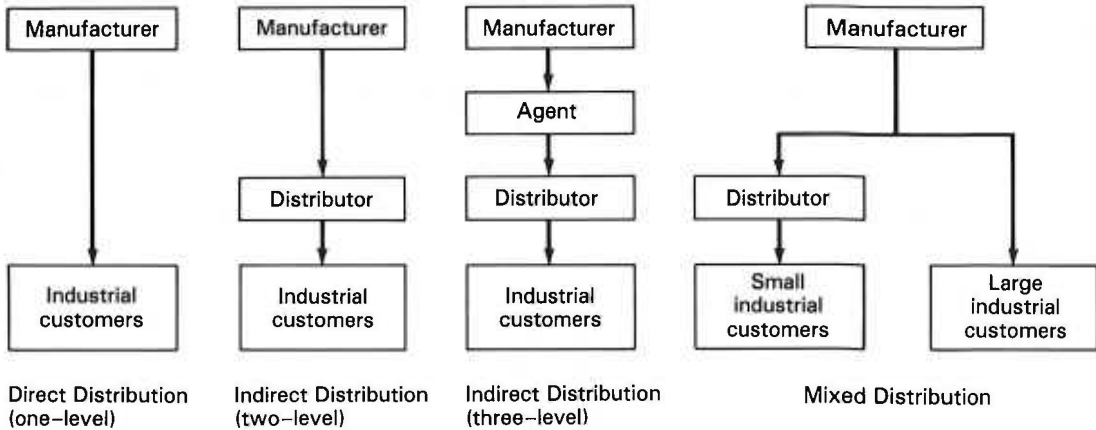 Manufacturer
Manufacturer
Manufacturer
Manufacturer
Agent
Distributor
Distributor
Distributor
Industrial
customers
Industrial
customers
Industrial
customers
Small
industrial
customers
Large
industrial
customers
Direct Distribution
(one-level)
Indirect Distribution
(two-level)
Indirect Distribution
(three-level)
Mixed Distribution